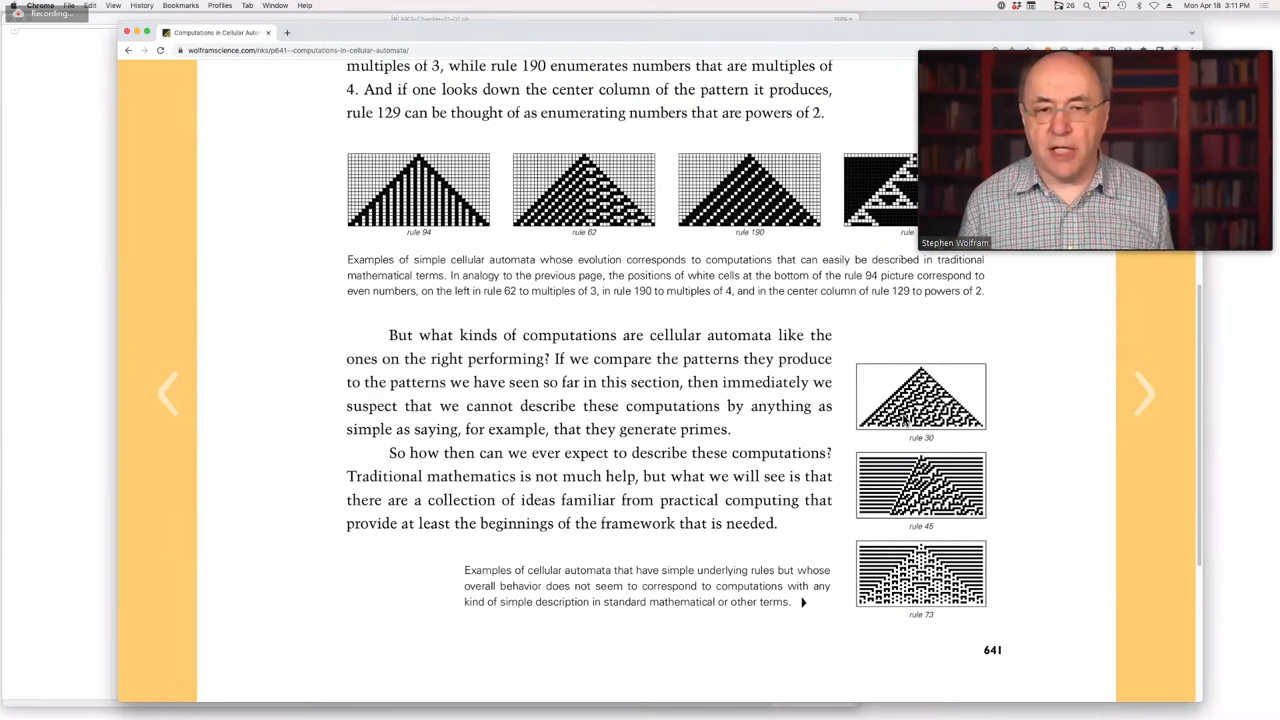 Chrome File Edit View History Bookmarks Profiles Tab Window Help
26
Mon Apr 18 3:11 PM
Recording...
Computations in Cellular Auto
wolframscience.com/nks/p641--computations-in-cellular-automata/
multiples of 3, while rule 190 enumerates numbers that are multiples of
4. And if one looks down the center column of the pattern it produces,
rule 129 can be thought of as enumerating numbers that are powers of 2.
rule 94
rule 62
rule 190
rule
Stephen Wolfram
Examples of simple cellular automata whose evolution corresponds to computations that can easily be described in traditional
mathematical terms. In analogy to the previous page, the positions of white cells at the bottom of the rule 94 picture correspond to
even numbers, on the left in rule 62 to multiples of 3, in rule 190 to multiples of 4, and in the center column of rule 129 to powers of 2.
But what kinds of computations are cellular automata like the
ones on the right performing? If we compare the patterns they produce
to the patterns we have seen so far in this section, then immediately we
suspect that we cannot describe these computations by anything as
simple as saying, for example, that they generate primes.
So how then can we ever expect to describe these computations?
Traditional mathematics is not much help, but what we will see is that
there are a collection of ideas familiar from practical computing that
provide at least the beginnings of the framework that is needed.
rule 30
rule 45
rule 73
Examples of cellular automata that have simple underlying rules but whose
overall behavior does not seem to correspond to computations with any
kind of simple description in standard mathematical or other terms.
641